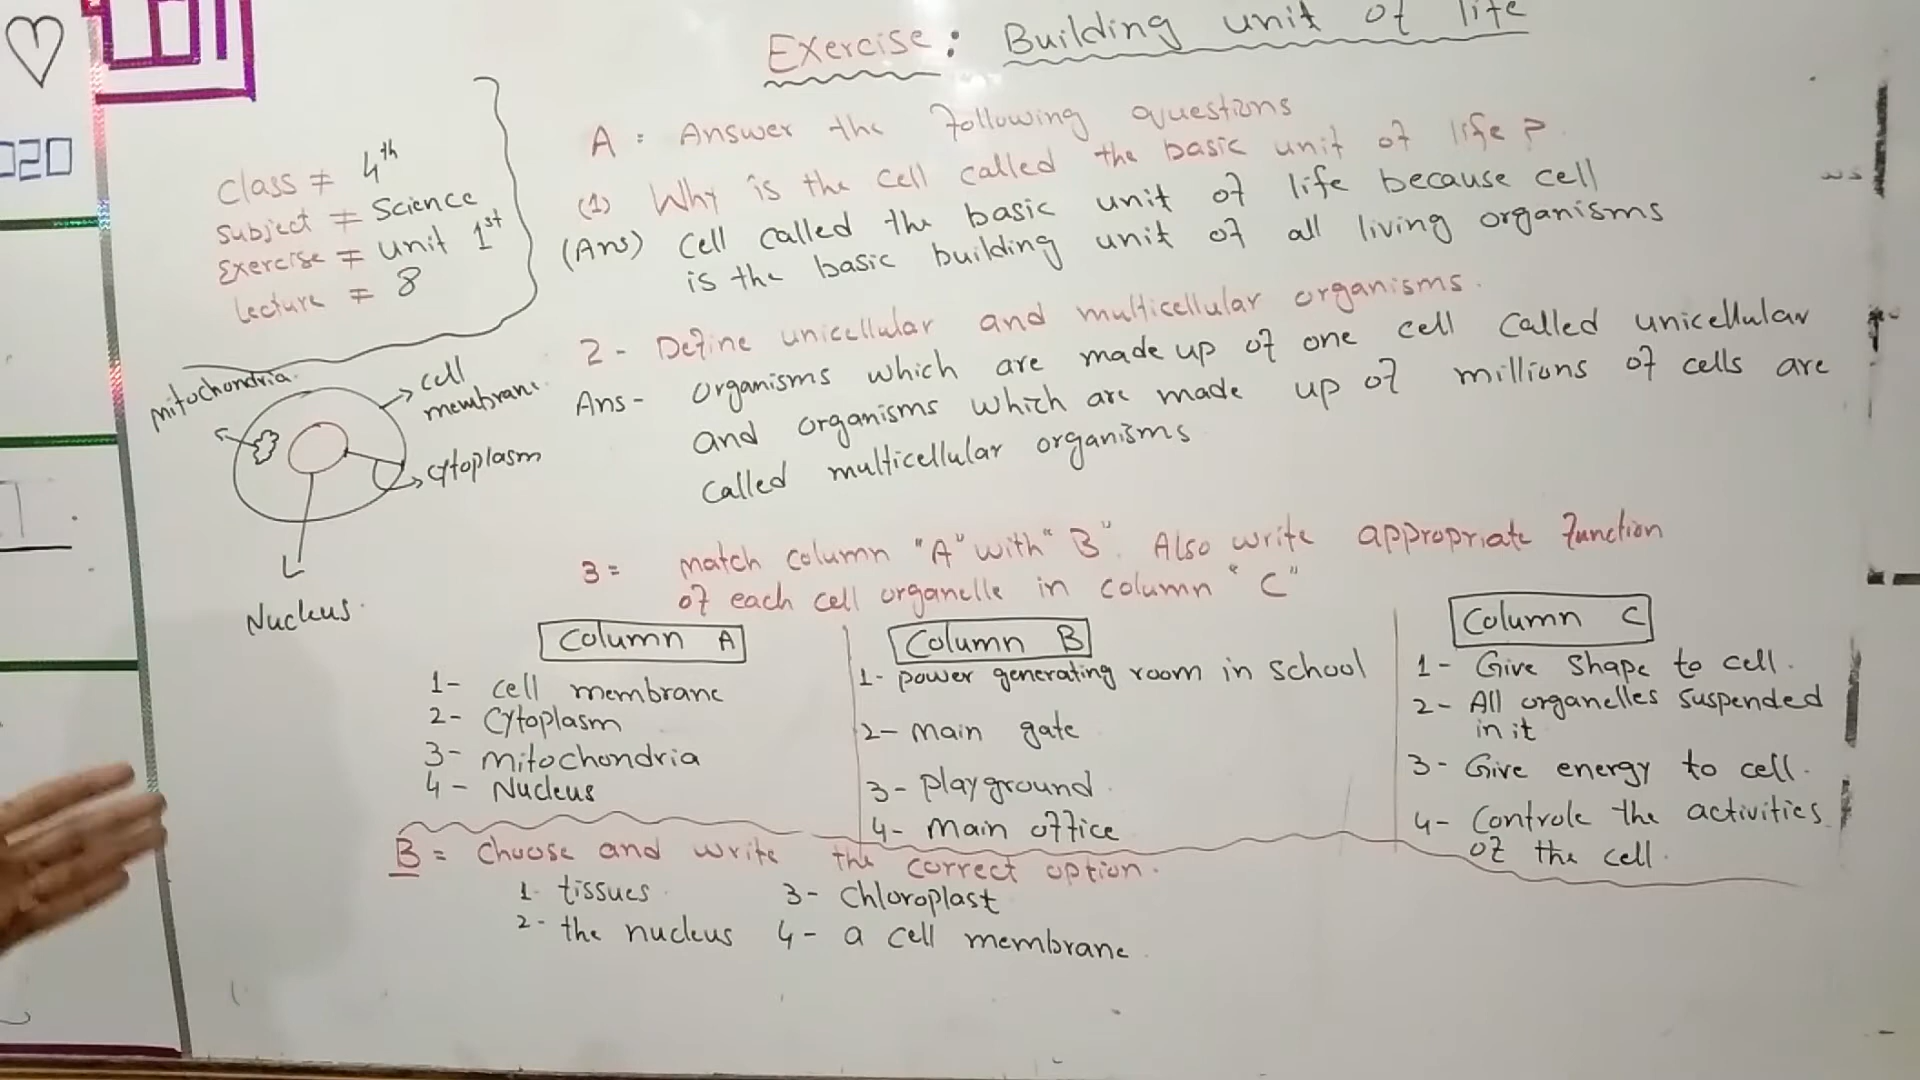 Exercise: Building unit of life
020
Class = 4th
Subject = Science
Exercise = unit 1st
Lecture = 8
A : Answer the following questions
(1) Why is the cell called the basic unit of life ?
(Ans) Cell called the basic unit of life because cell
is the basic building unit of all living organisms
2 - Define unicellular and multicellular organisms.
Ans - Organisms which are made up of one cell called unicellular
and organisms which are made up of millions of cells are
called multicellular organisms
mitochondria
cell
membrane
cytoplasm
Nucleus
3 = Match column "A" with "B". Also write appropriate function
of each cell organelle in column "C"
Column A
1- cell membrane
2- Cytoplasm
3- Mitochondria
4- Nucleus
Column B
1- power generating room in school
2- Main gate
3- Playground
4- Main office
Column C
1- Give Shape to cell.
2- All organelles suspended
in it
3- Give energy to cell.
4- Controle the activities
of the cell.
B = Choose and write the correct option.
1- tissues
2- the nucleus
3- Chloroplast
4- a cell membrane